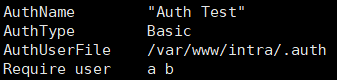 AuthName "Auth Test"
AuthType Basic
AuthUserFile /var/www/intra/.auth
Require user a b